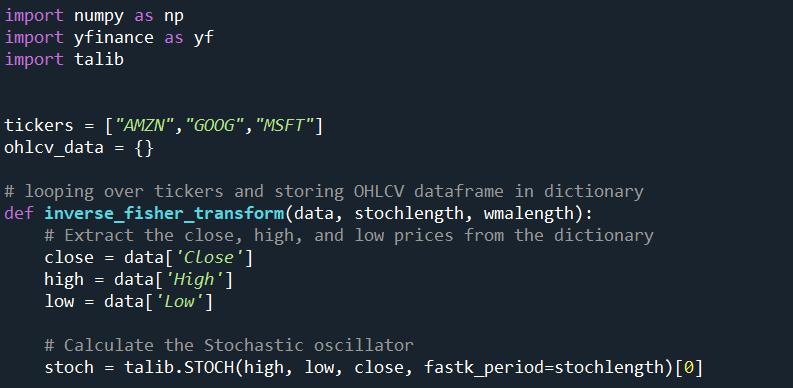 import numpy as np
import yfinance as yf
import talib
tickers = ["AMZN","GOOG","MSFT"]
ohlcv_data = {}
# looping over tickers and storing OHLCV dataframe in dictionary
def inverse_fisher_transform(data, stochlength, wmalength):
    # Extract the close, high, and low prices from the dictionary
    close = data['Close']
    high = data['High']
    low = data['Low']
    # Calculate the Stochastic oscillator
    stoch = talib.STOCH(high, low, close, fastk_period=stochlength)[0]